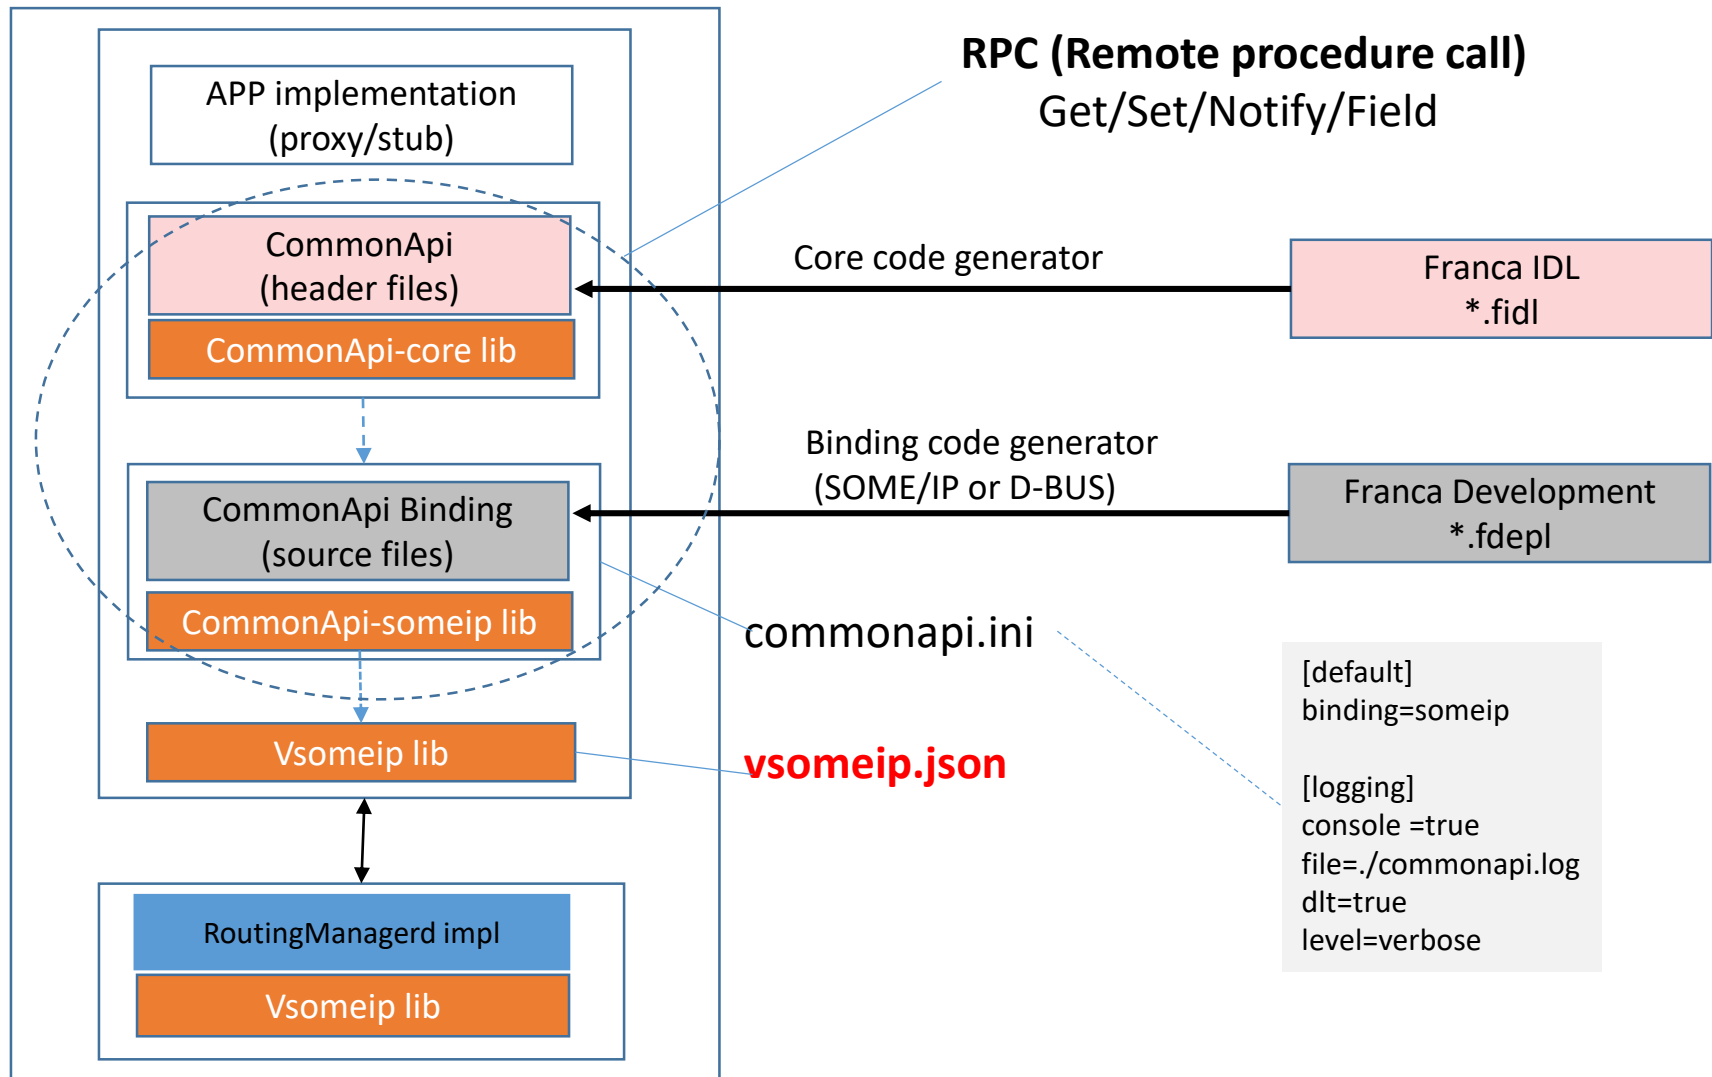 RPC (Remote procedure call)
Get/Set/Notify/Field
APP implementation
(proxy/stub)
CommonApi
(header files)
CommonApi-core lib
Core code generator
Franca IDL
*.fidl
Binding code generator
(SOME/IP or D-BUS)
CommonApi Binding
(source files)
CommonApi-someip lib
Franca Development
*.fdepl
commonapi.ini
[default]
binding=someip
[logging]
console =true
file=./commonapi.log
dlt=true
level=verbose
Vsomeip lib
vsomeip.json
RoutingManagerd impl
Vsomeip lib